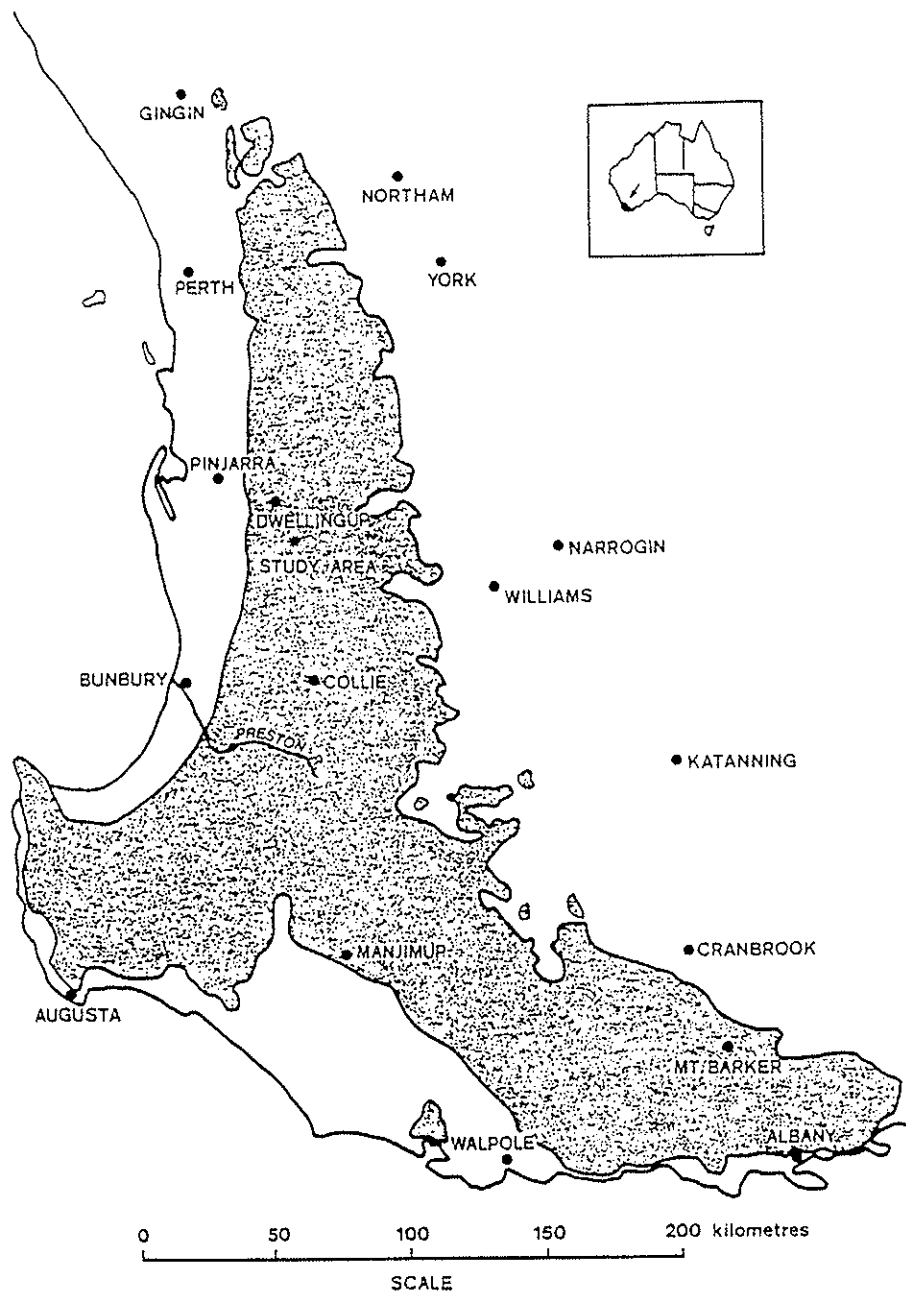 GINGIN
NORTHAM
PERTH
YORK
PINJARRA
DWELLINGUP
STUDY AREA
NARROGIN
WILLIAMS
BUNBURY
COLLIE
PRESTON
KATANNING
MANJIMUP
CRANBROOK
AUGUSTA
MT. BARKER
WALPOLE
ALBANY
0 50 100 150 200 kilometres
SCALE